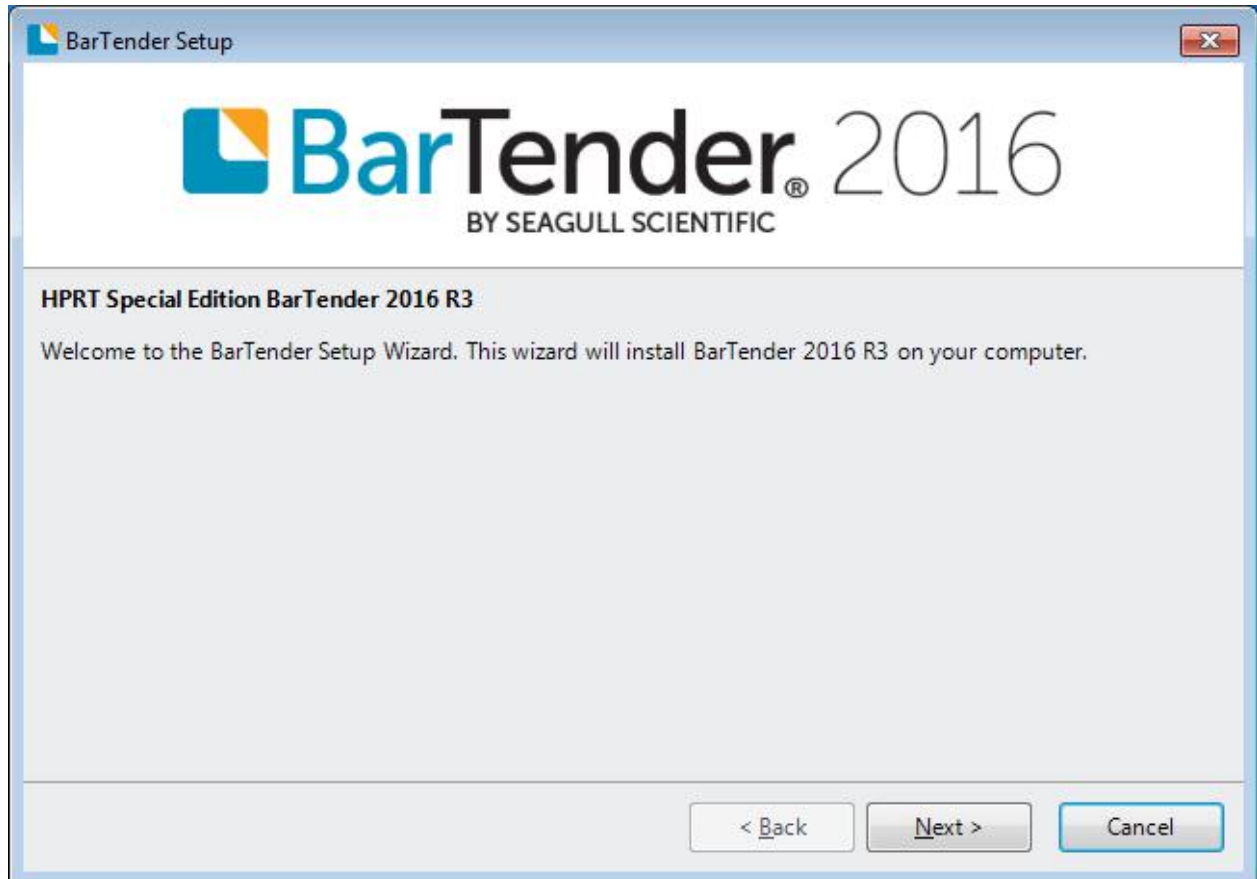 BarTender Setup
BarTender® 2016
BY SEAGULL SCIENTIFIC
HPRT Special Edition BarTender 2016 R3
Welcome to the BarTender Setup Wizard. This wizard will install BarTender 2016 R3 on your computer.
< Back Next > Cancel